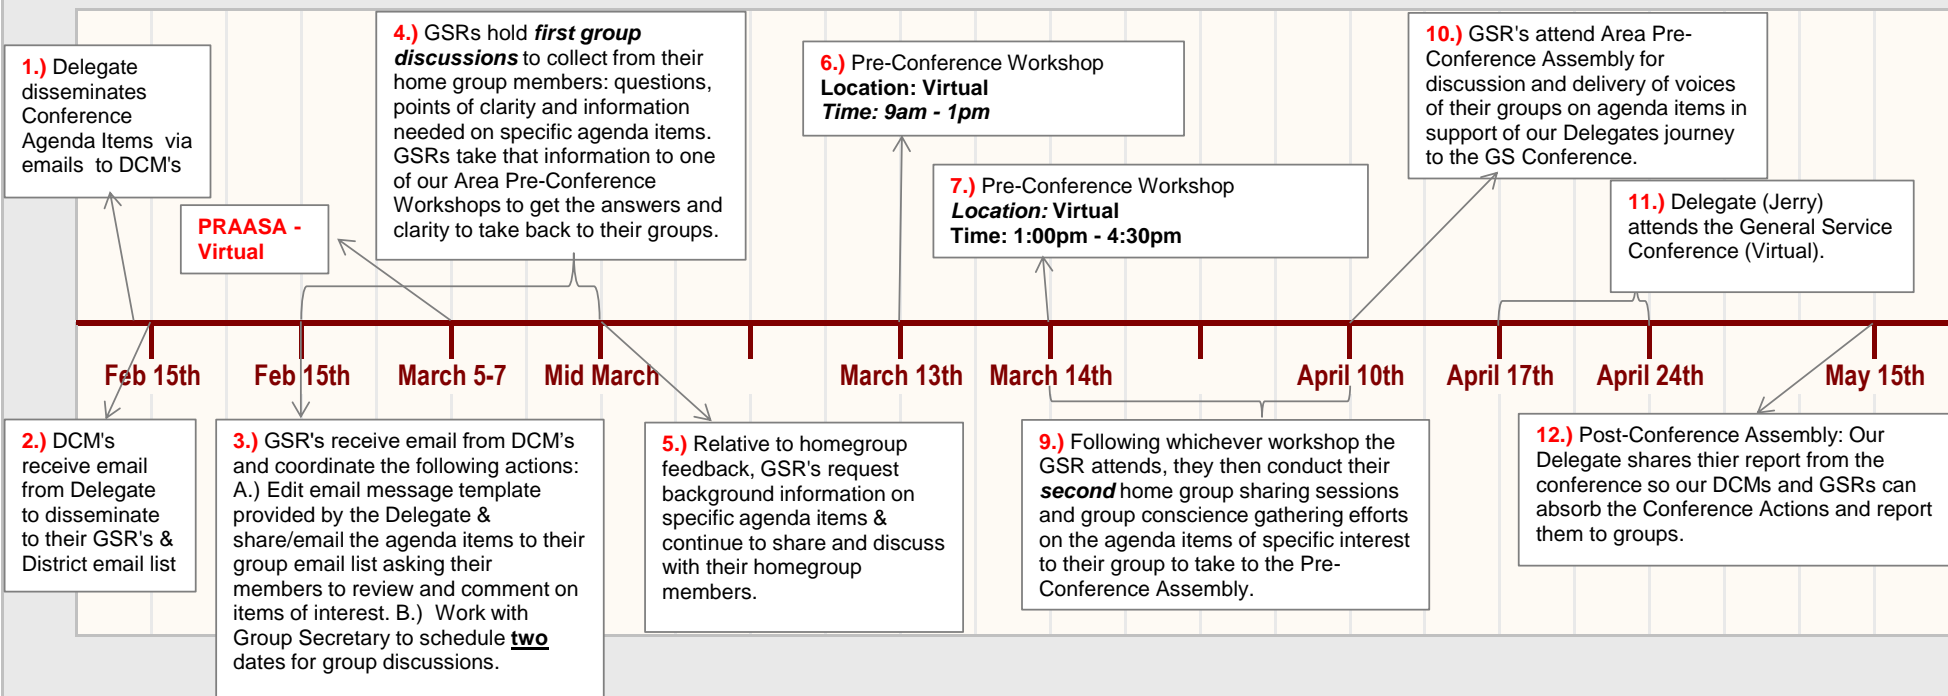 1.) Delegate
disseminates
Conference
Agenda Items  via
emails  to DCM's
PRAASA -
Virtual
4.) GSRs hold first group
discussions to collect from their
home group members: questions,
points of clarity and information
needed on specific agenda items.
GSRs take that information to one
of our Area Pre-Conference
Workshops to get the answers and
clarity to take back to their groups.
6.) Pre-Conference Workshop
Location: Virtual
Time: 9am - 1pm
7.) Pre-Conference Workshop
Location: Virtual
Time: 1:00pm - 4:30pm
10.) GSR's attend Area Pre-
Conference Assembly for
discussion and delivery of voices
of their groups on agenda items in
support of our Delegates journey
to the GS Conference.
11.) Delegate (Jerry)
attends the General Service
Conference (Virtual).
Feb 15th
Feb 15th
March 5-7
Mid March
March 13th
March 14th
April 10th
April 17th
April 24th
May 15th
2.) DCM's
receive email
from Delegate
to disseminate
to their GSR's &
District email list
3.) GSR's receive email from DCM's
and coordinate the following actions:
A.) Edit email message template
provided by the Delegate &
share/email the agenda items to their
group email list asking their
members to review and comment on
items of interest. B.)  Work with
Group Secretary to schedule two
dates for group discussions.
5.) Relative to homegroup
feedback, GSR's request
background information on
specific agenda items &
continue to share and discuss
with their homegroup
members.
9.) Following whichever workshop the
GSR attends, they then conduct their
second home group sharing sessions
and group conscience gathering efforts
on the agenda items of specific interest
to their group to take to the Pre-
Conference Assembly.
12.) Post-Conference Assembly: Our
Delegate shares thier report from the
conference so our DCMs and GSRs can
absorb the Conference Actions and report
them to groups.